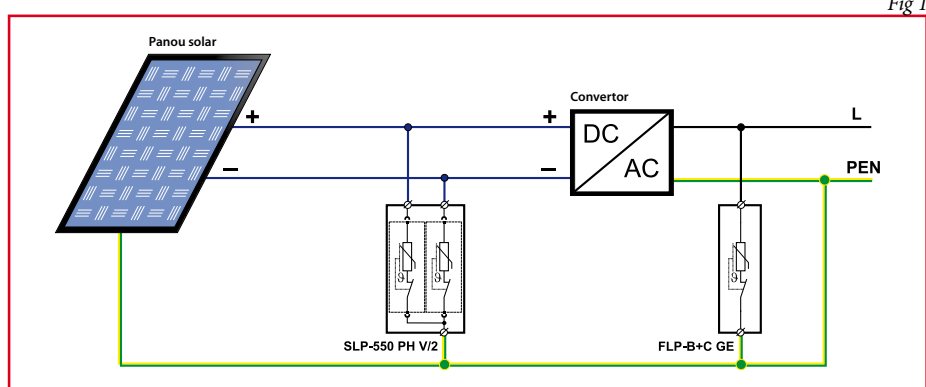 Fig 1
Panou solar
+
+
Convertor
L
DC
AC
−
−
PEN
ϑ
ϑ
ϑ
SLP-550 PH V/2
FLP-B+C GE